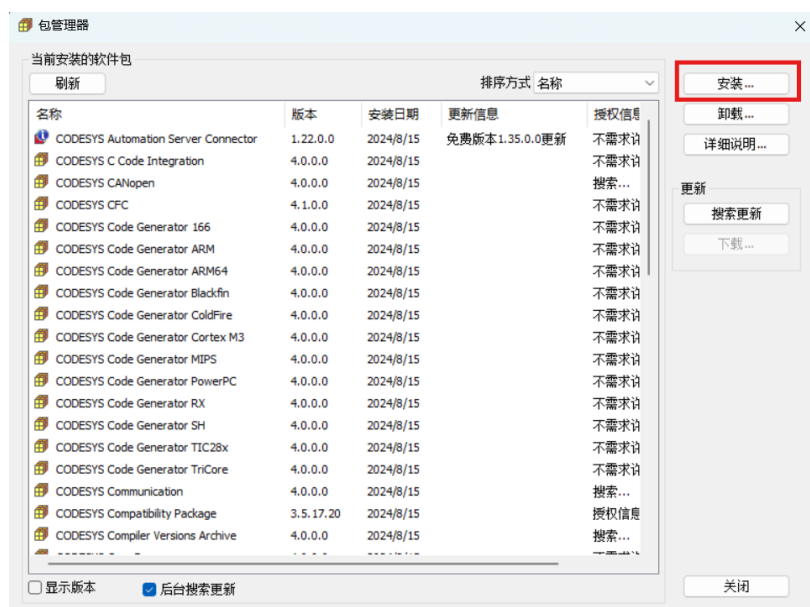 包管理器
当前安装的软件包
刷新 排序方式 名称 安装...
名称 版本 安装日期 更新信息 授权信息 卸载...
CODESYS Automation Server Connector 1.22.0.0 2024/8/15 免费版本1.35.0.0更新 不需求许 详细说明...
CODESYS C Code Integration 4.0.0.0 2024/8/15 不需求许
CODESYS CANopen 4.0.0.0 2024/8/15 搜索... 更新
CODESYS CFC 4.1.0.0 2024/8/15 不需求许 搜索更新
CODESYS Code Generator 166 4.0.0.0 2024/8/15 不需求许
CODESYS Code Generator ARM 4.0.0.0 2024/8/15 不需求许 下载...
CODESYS Code Generator ARM64 4.0.0.0 2024/8/15 不需求许
CODESYS Code Generator Blackfin 4.0.0.0 2024/8/15 不需求许
CODESYS Code Generator ColdFire 4.0.0.0 2024/8/15 不需求许
CODESYS Code Generator Cortex M3 4.0.0.0 2024/8/15 不需求许
CODESYS Code Generator MIPS 4.0.0.0 2024/8/15 不需求许
CODESYS Code Generator PowerPC 4.0.0.0 2024/8/15 不需求许
CODESYS Code Generator RX 4.0.0.0 2024/8/15 不需求许
CODESYS Code Generator SH 4.0.0.0 2024/8/15 不需求许
CODESYS Code Generator TIC28x 4.0.0.0 2024/8/15 不需求许
CODESYS Code Generator TriCore 4.0.0.0 2024/8/15 不需求许
CODESYS Communication 4.0.0.0 2024/8/15 搜索...
CODESYS Compatibility Package 3.5.17.20 2024/8/15 授权信息
CODESYS Compiler Versions Archive 4.0.0.0 2024/8/15 搜索...
显示版本 后台搜索更新 关闭